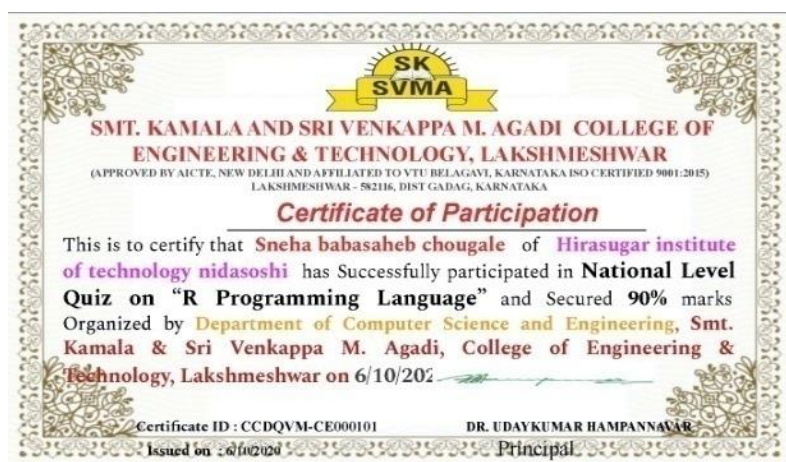 SK
SVMA
SMT. KAMALA AND SRI VENKAPPA M. AGADI COLLEGE OF
ENGINEERING & TECHNOLOGY, LAKSHMESHWAR
(APPROVED BY AICTE, NEW DELHI AND AFFILIATED TO VTU BELAGAVI, KARNATAKA ISO CERTIFIED 9001:2015)
LAKSHMESHWAR - 582116, DIST GADAG, KARNATAKA
Certificate of Participation
This is to certify that Sneha babasaheb chougale of Hirasugar institute
of technology nidasoshi has Successfully participated in National Level
Quiz on “R Programming Language” and Secured 90% marks
Organized by Department of Computer Science and Engineering, Smt.
Kamala & Sri Venkappa M. Agadi, College of Engineering &
Technology, Lakshmeshwar on 6/10/202
Certificate ID : CCDQVM-CE000101 DR. UDAYKUMAR HAMPANNAVAR
Issued on : 6/10/2020 Principal